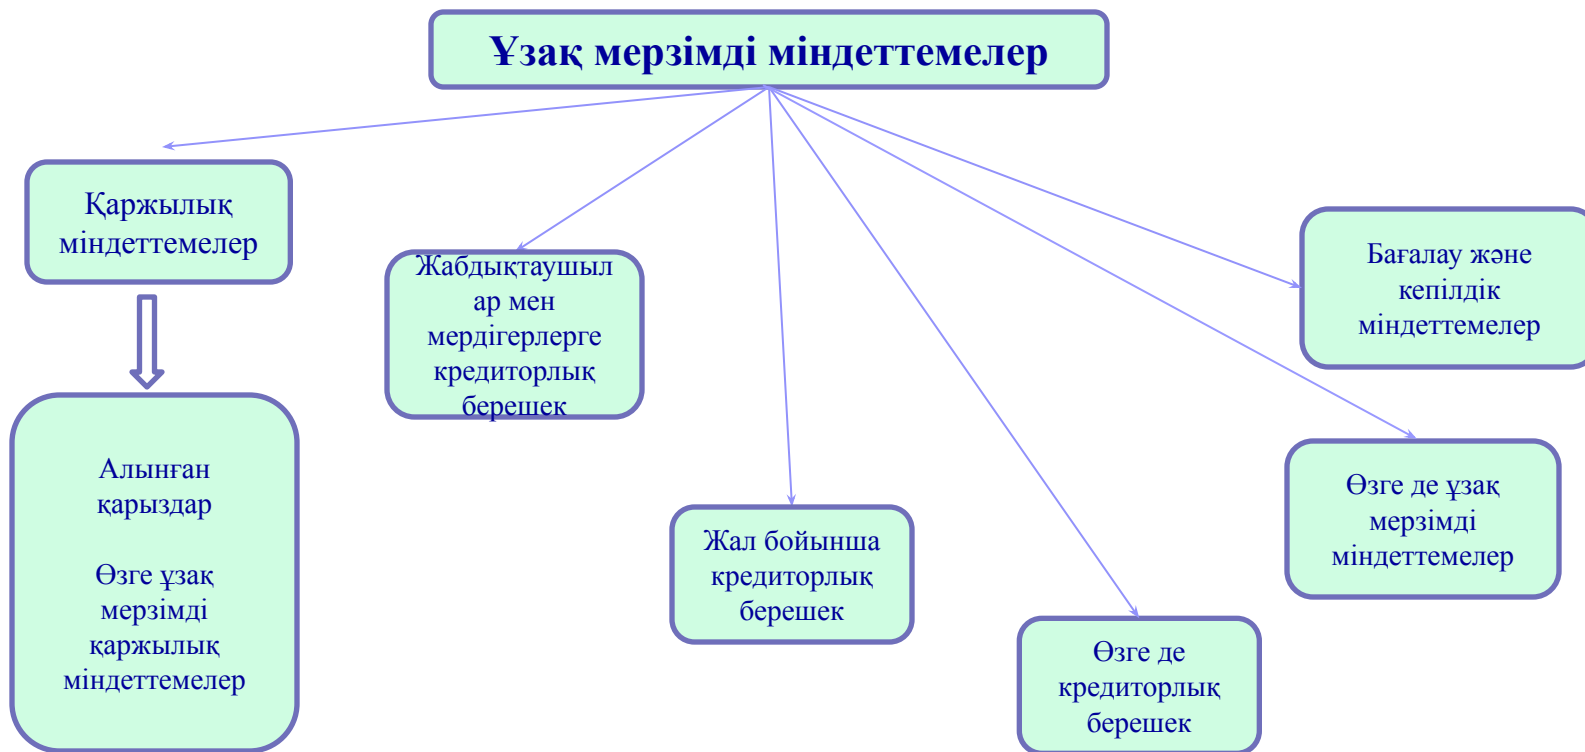 Ұзақ мерзімді міндеттемелер
Қаржылық
міндеттемелер
Жабдықтаушыл
ар мен
мердігерлерге
кредиторлық
берешек
Бағалау және
кепілдік
міндеттемелер
Алынған
қарыздар
Өзге ұзақ
мерзімді
қаржылық
міндеттемелер
Жал бойынша
кредиторлық
берешек
Өзге де ұзақ
мерзімді
міндеттемелер
Өзге де
кредиторлық
берешек